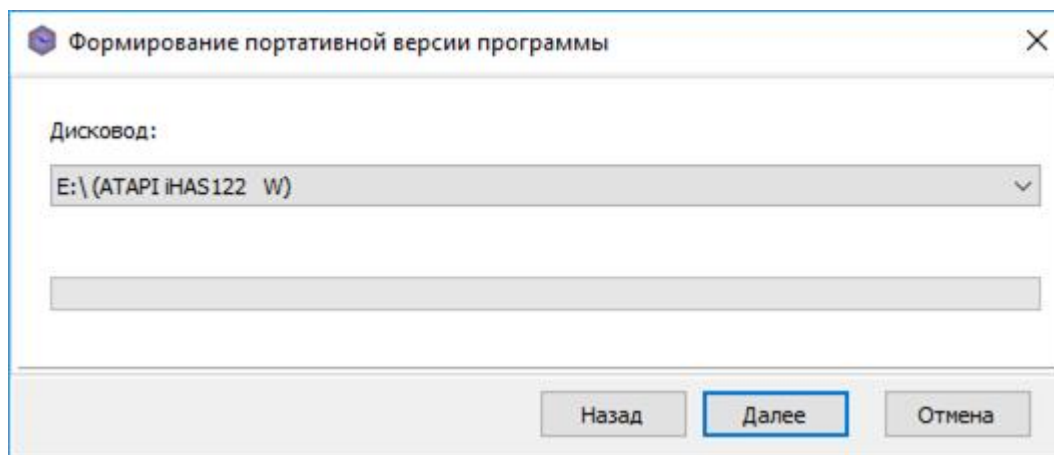 Формирование портативной версии программы
Дисковод:
E:\ (ATAPI iHAS122   W)
Назад
Далее
Отмена